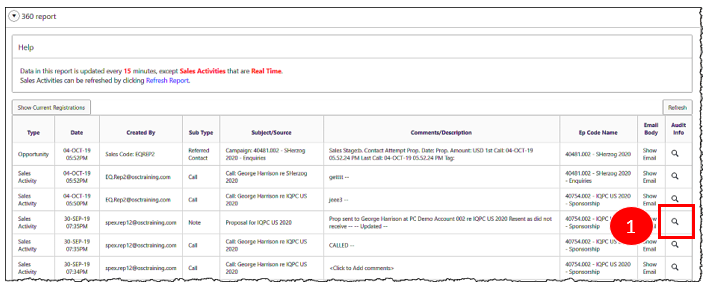 360 report
Help
Data in this report is updated every 15 minutes, except Sales Activities that are Real Time.
Sales Activities can be refreshed by clicking Refresh Report.
Show Current Registrations
Refresh
Type Date Created By Sub Type Subject/Source Comments/Description Ep Code Name Email Body Audit Info
Opportunity 04-OCT-19 05:52PM Sales Code: EQREP2 Referred Contact Campaign: 40481.002 - SHerzog 2020 - Enquiries Sales Stage:b. Contact Attempt Prop. Date: Prop. Amount: USD 1st Call: 04-OCT-19 05:52:24 PM Last Call: 04-OCT-19 05:52:24 PM Tag: 40481.002 - SHerzog 2020 Show Email
Sales Activity 04-OCT-19 05:52PM EQ.Rep2@osctraining.com Call Call: George Harrison re SHerzog 2020 - Enquiries getttt -- 40481.002 - SHerzog 2020 - Enquiries Show Email
Sales Activity 04-OCT-19 05:50PM EQ.Rep2@osctraining.com Call Call: George Harrison re IQPC US 2020 jeee3 -- 40754.002 - IQPC US 2020 - Sponsorship Show Email
Sales Activity 30-SEP-19 07:35PM spex.rep12@osctraining.com Note Proposal for IQPC US 2020 Prop sent to George Harrison at PC Demo Account 002 re IQPC US 2020 Resent as did not receive -- -- Updated -- 40754.002 - IQPC
1
Sales Activity 30-SEP-19 07:35PM spex.rep12@osctraining.com Call Call: George Harrison re IQPC US 2020 CALLED -- 40754.002 - IQPC US 2020 - Sponsorship Show Email
Sales Activity 30-SEP-19 07:34PM spex.rep12@osctraining.com Call Call: George Harrison re IQPC US 2020 <Click to Add comments> 40754.002 - IQPC US 2020 - Sponsorship Show Email